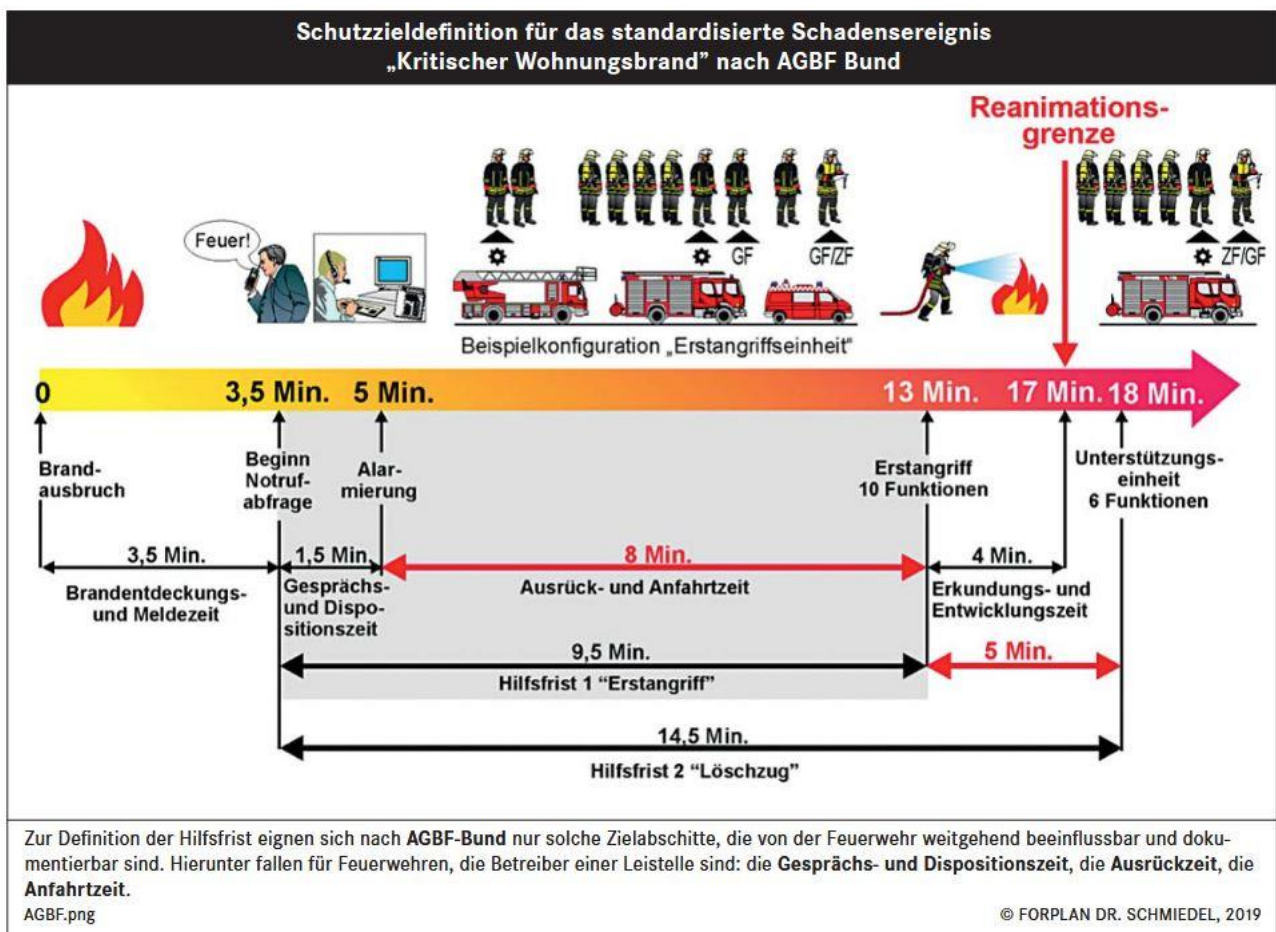 Schutzzieldefinition für das standardisierte Schadensereignis
„Kritischer Wohnungsbrand” nach AGBF Bund
Reanimations-
grenze
Feuer!
GF
GF/ZF
ZF/GF
Beispielkonfiguration „Erstangriffseinheit“
0
3,5 Min.
5 Min.
13 Min.
17 Min.
18 Min.
Brand-
ausbruch
Beginn
Notruf-
abfrage
Alar-
mierung
Erstangriff
10 Funktionen
Unterstützungs-
einheit
6 Funktionen
3,5 Min.
Brandentdeckungs-
und Meldezeit
1,5 Min.
Gesprächs-
und Dispo-
sitionszeit
8 Min.
Ausrück- und Anfahrtzeit
4 Min.
Erkundungs- und
Entwicklungszeit
9,5 Min.
Hilfsfrist 1 “Erstangriff”
5 Min.
14,5 Min.
Hilfsfrist 2 “Löschzug”
Zur Definition der Hilfsfrist eignen sich nach AGBF-Bund nur solche Zielabschitte, die von der Feuerwehr weitgehend beeinflussbar und doku-
mentierbar sind. Hierunter fallen für Feuerwehren, die Betreiber einer Leistelle sind: die Gesprächs- und Dispositionszeit, die Ausrückzeit, die
Anfahrtzeit.
AGBF.png
© FORPLAN DR. SCHMIEDEL, 2019